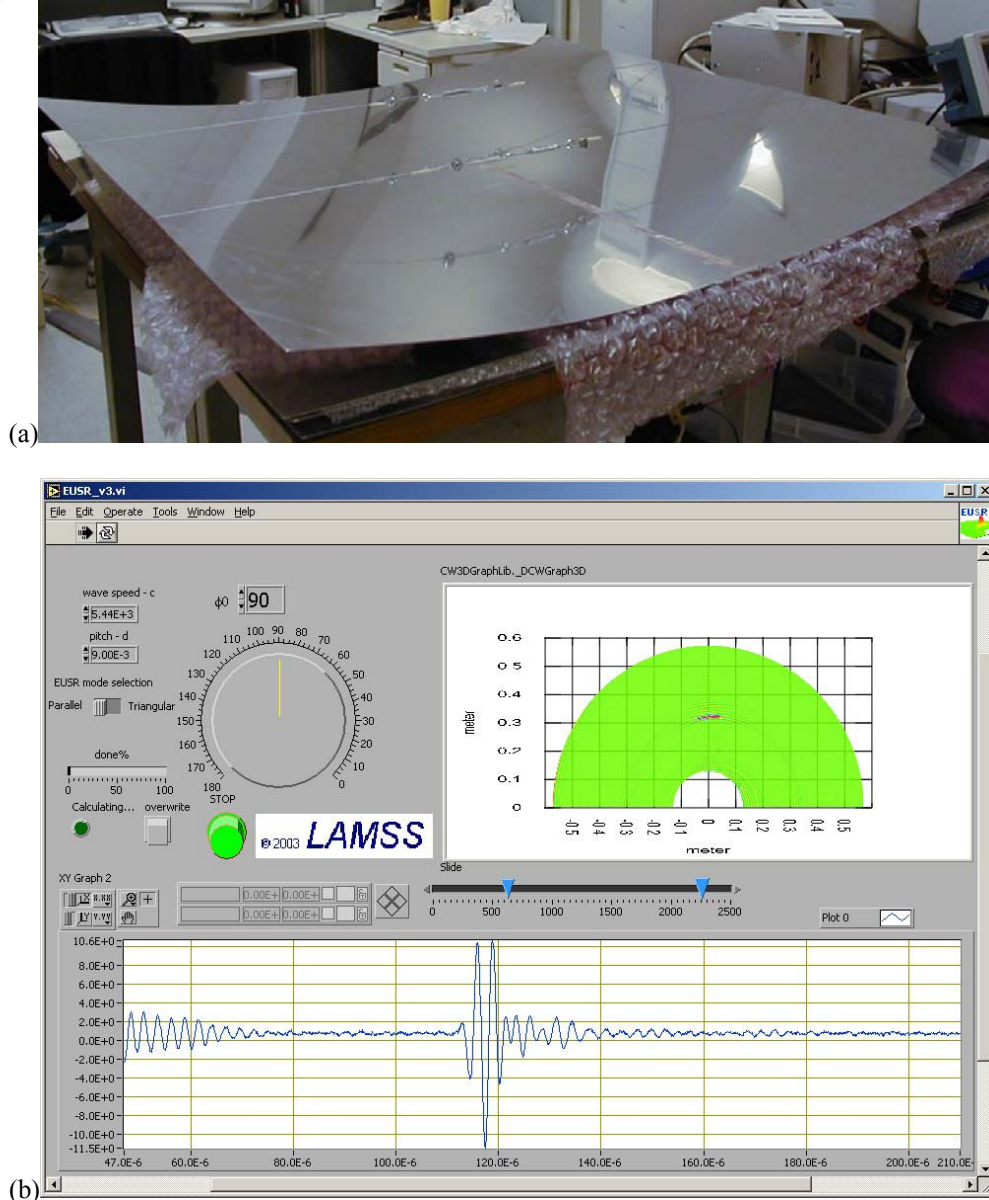 (a)
EUSR_v3.vi
File Edit Operate Tools Window Help
EUSR
CW3DGraphLib._DCWGraph3D
wave speed - c
5.44E+3
ϕ0 90
pitch - d
9.00E-3
EUSR mode selection
Parallel Triangular
done%
0 50 100
Calculating... overwrite
180 170 160 150 140 130 120 110 100 90 80 70 60 50 40 30 20 10 0
STOP
© 2003 LAMSS
meter
0.6
0.5
0.4
0.3
0.2
0.1
0
-0.5 -0.4 -0.3 -0.2 -0.1 0 0.1 0.2 0.3 0.4 0.5
meter
Slide
0 500 1000 1500 2000 2500
XY Graph 2
X X.XX
Y Y.YY
0.00E+ 0.00E+
0.00E+ 0.00E+
Plot 0
10.6E+0
8.0E+0
6.0E+0
4.0E+0
2.0E+0
0.0E+0
-2.0E+0
-4.0E+0
-6.0E+0
-8.0E+0
-10.0E+0
-11.5E+0
47.0E-6 60.0E-6 80.0E-6 100.0E-6 120.0E-6 140.0E-6 160.0E-6 180.0E-6 200.0E-6 210.0E-
(b)